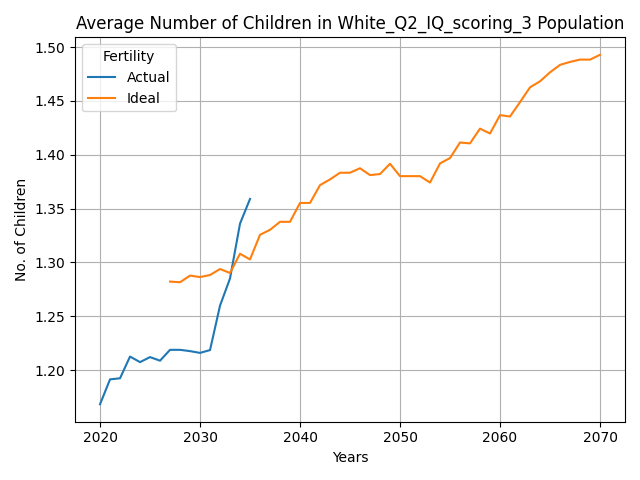 Average Number of Children in White_Q2_IQ_scoring_3 Population
Fertility
Actual
Ideal
No. of Children
1.50
1.45
1.40
1.35
1.30
1.25
1.20
2020 2030 2040 2050 2060 2070
Years